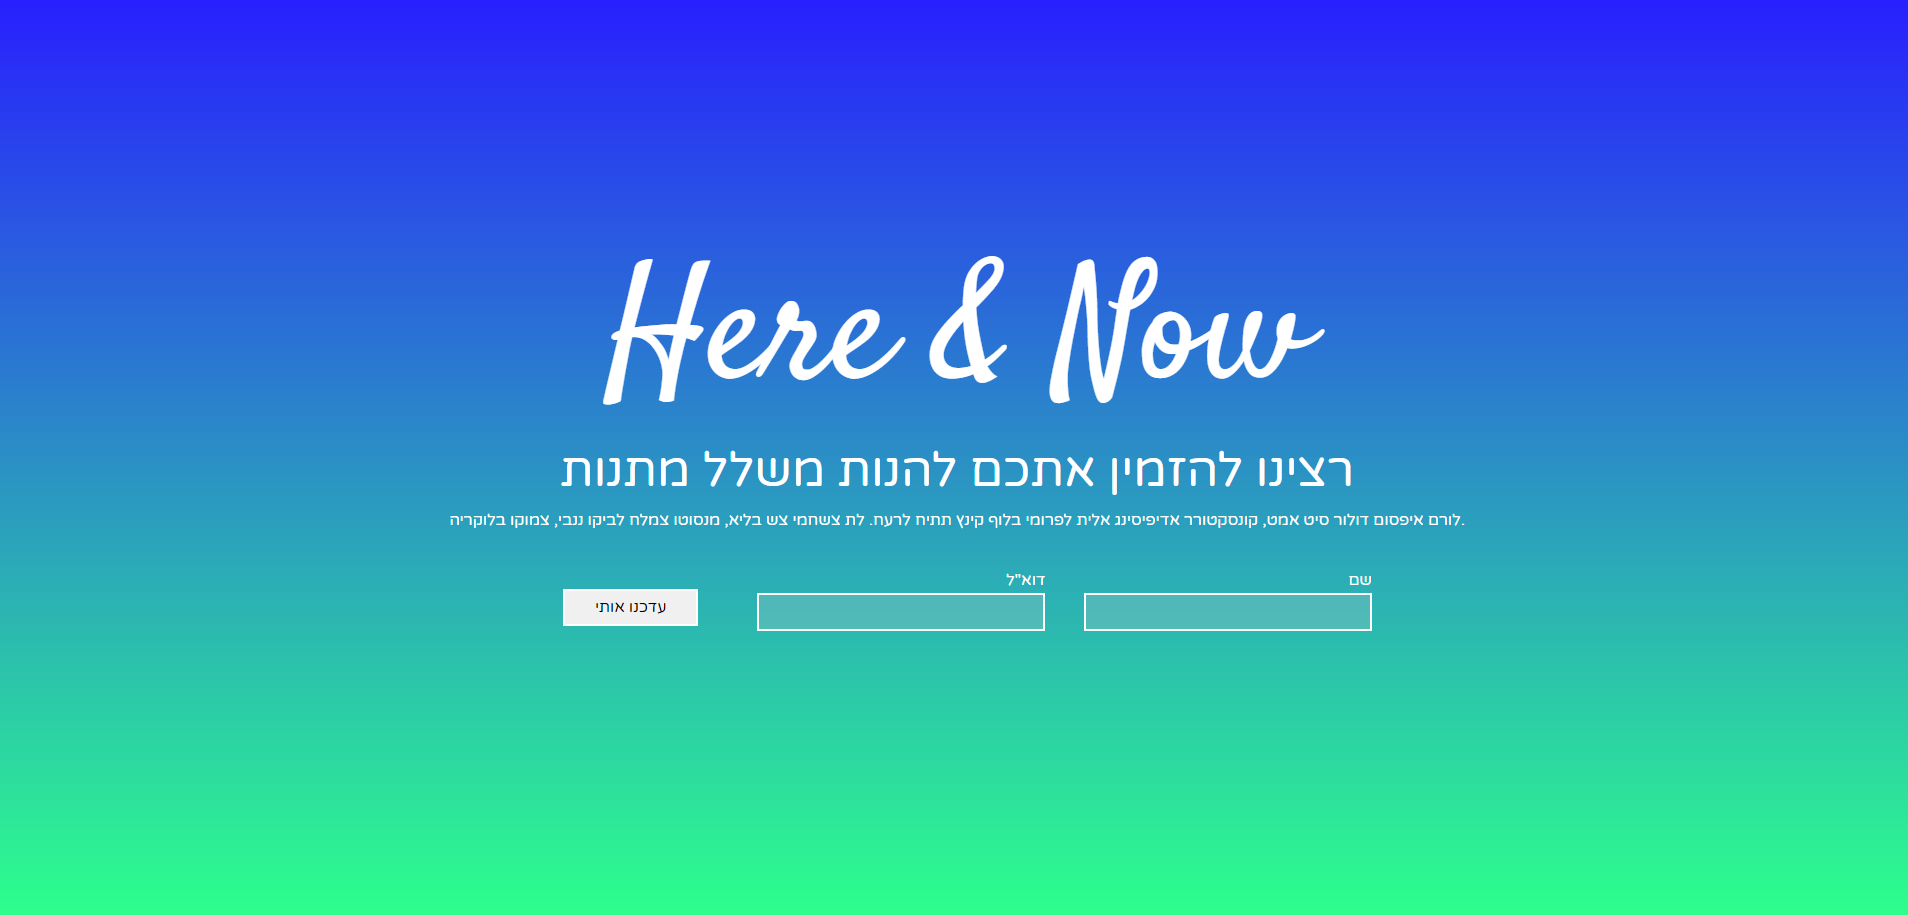 Here & Now
רצינו להזמין אתכם להנות משלל מתנות
לורם איפסום דולור סיט אמט, קונסקטורר אדיפיסינג אלית לפרומי בלוף קינץ תתיח לרעח. לת צשחמי צש בליא, מנסוטו צמלח לביקו ננבי, צמוקו בלוקריה.
שם
דוא"ל
עדכנו אותי